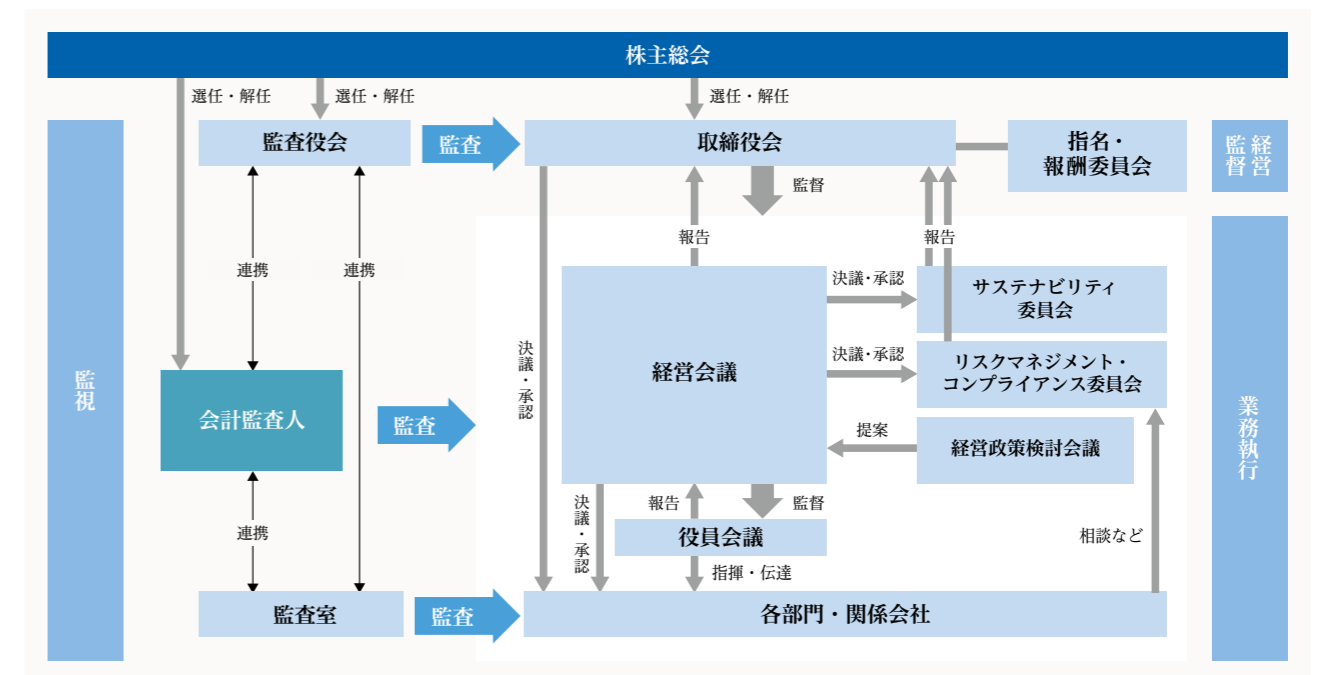 株主総会
選任・解任
選任・解任
選任・解任
監視
監査役会
監査
取締役会
指名・
報酬委員会
経営
監督
監督
報告
報告
連携
連携
決議・承認
サステナビリティ
委員会
決議・承認
経営会議
決議・承認
リスクマネジメント・
コンプライアンス委員会
会計監査人
監査
提案
経営政策検討会議
業務執行
決議・承認
報告
監督
連携
役員会議
相談など
指揮・伝達
監査室
監査
各部門・関係会社